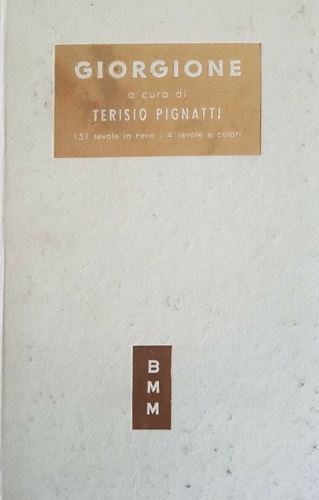 GIORGIONE
a cura di
TERISIO PIGNATTI
151 tavole in nero - 4 tavole a colori
B
M
M